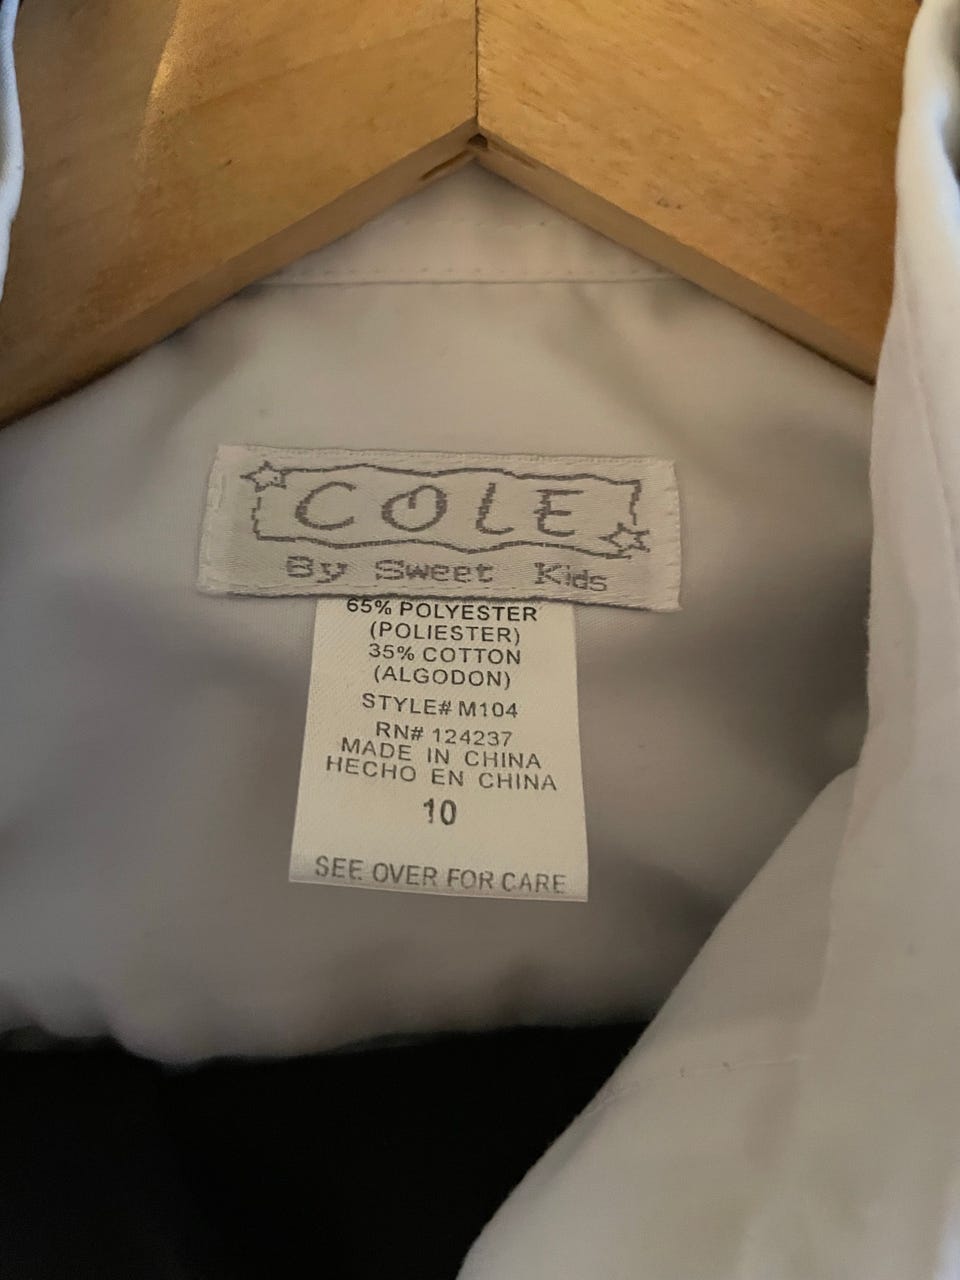 COLE
By Sweet Kids
65% POLYESTER
(POLIESTER)
35% COTTON
(ALGODON)
STYLE# M104
RN# 124237
MADE IN CHINA
HECHO EN CHINA
10
SEE OVER FOR CARE